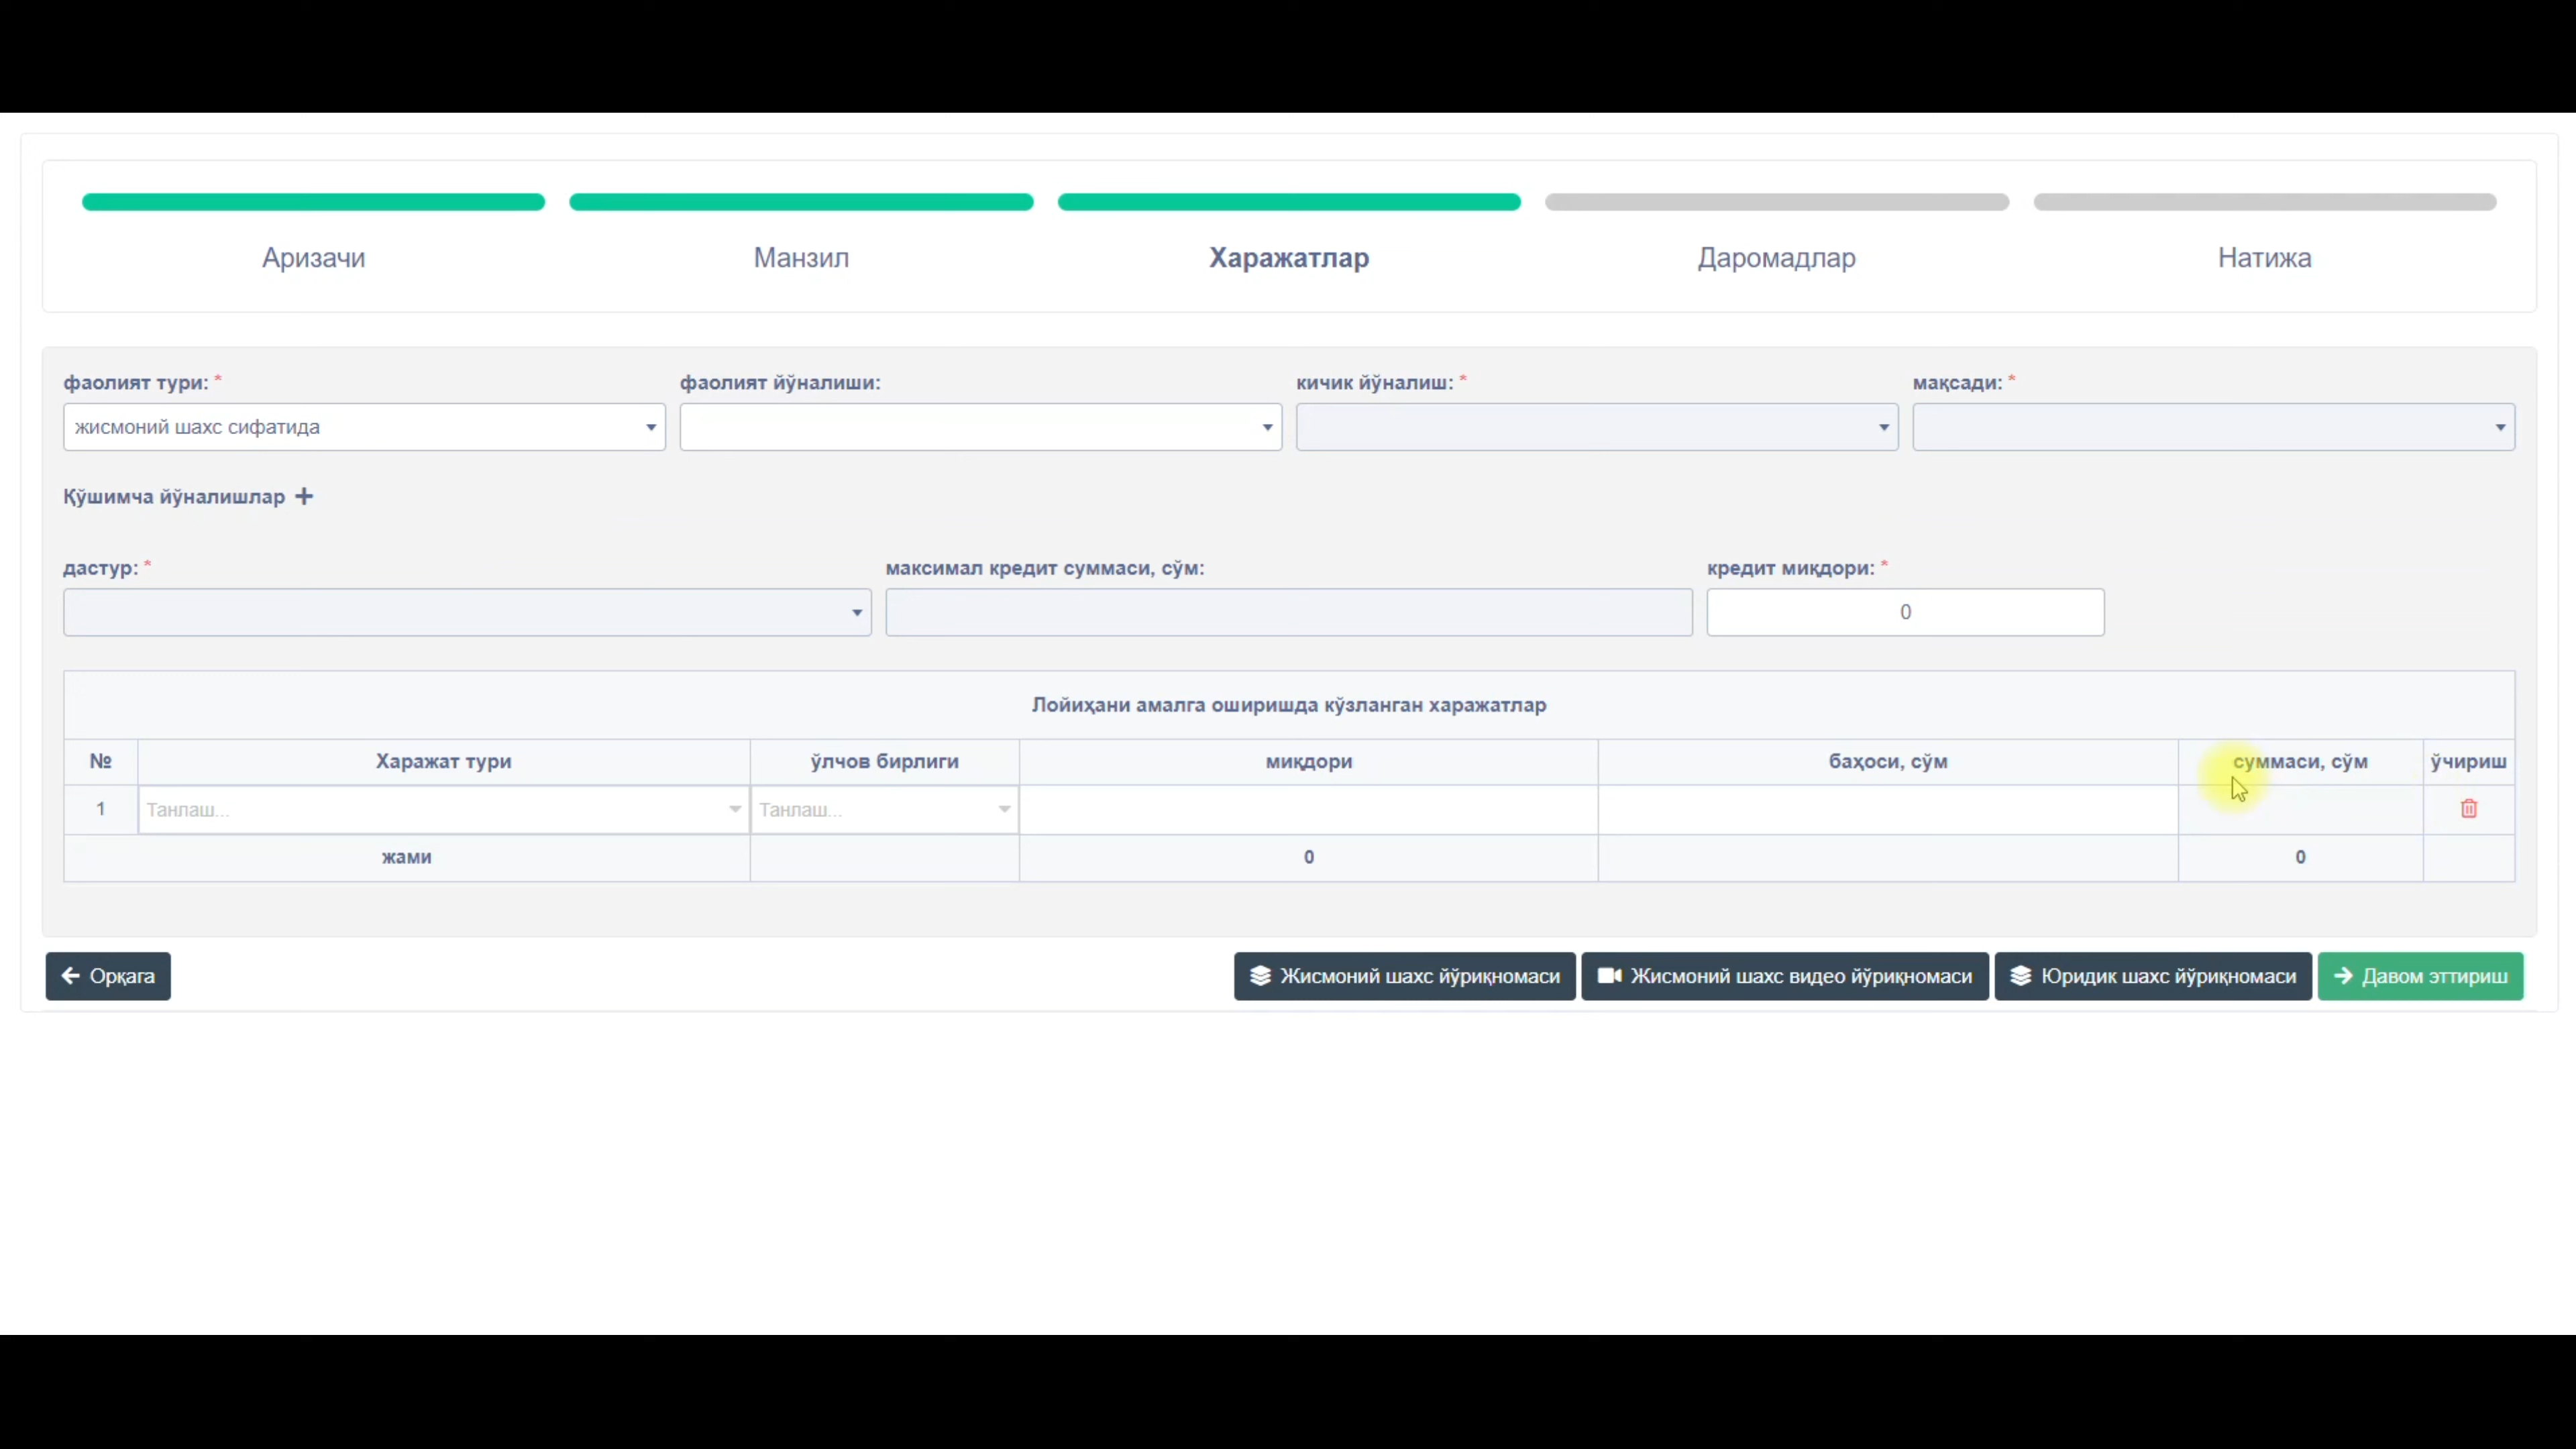 Аризачи Манзил Харажатлар Даромадлар Натижа
фаолият тури: * фаолият йўналиши: кичик йўналиш: * мақсади: *
жисмоний шахс сифатида
Қўшимча йўналишлар +
дастур: * максимал кредит суммаси, сўм: кредит миқдори: *
0
Лойиҳани амалга оширишда кўзланган харажатлар
№ Харажат тури ўлчов бирлиги миқдори баҳоси, сўм суммаси, сўм ўчириш
1 Танлаш... Танлаш...
жами 0 0
Орқага Жисмоний шахс йўриқномаси Жисмоний шахс видео йўриқномаси Юридик шахс йўриқномаси Давом эттириш